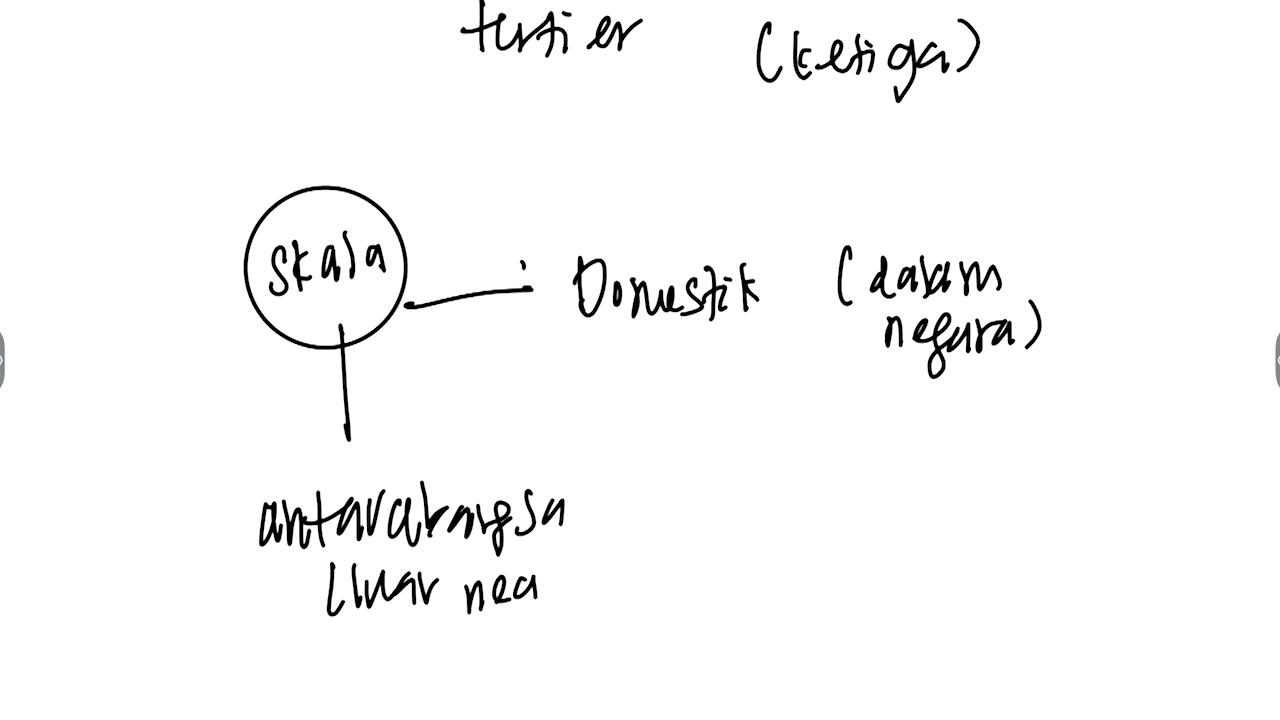 tertier (ketiga)
skala
Domestik (dalam
negara)
antarabangsa
(luar nea